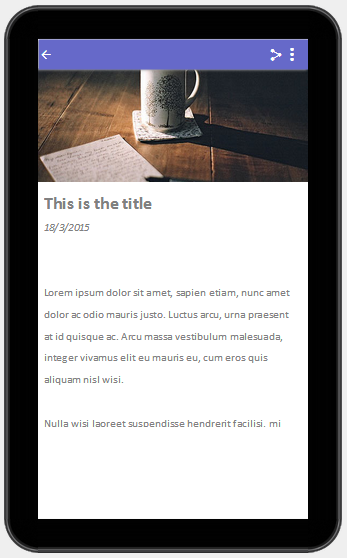 This is the title
18/3/2015
Lorem ipsum dolor sit amet, sapien etiam, nunc amet
dolor ac odio mauris justo. Luctus arcu, urna praesent
at id quisque ac. Arcu massa vestibulum malesuada,
integer vivamus elit eu mauris eu, cum eros quis
aliquam nisl wisi.
Nulla wisi laoreet suspendisse hendrerit facilisi, mi